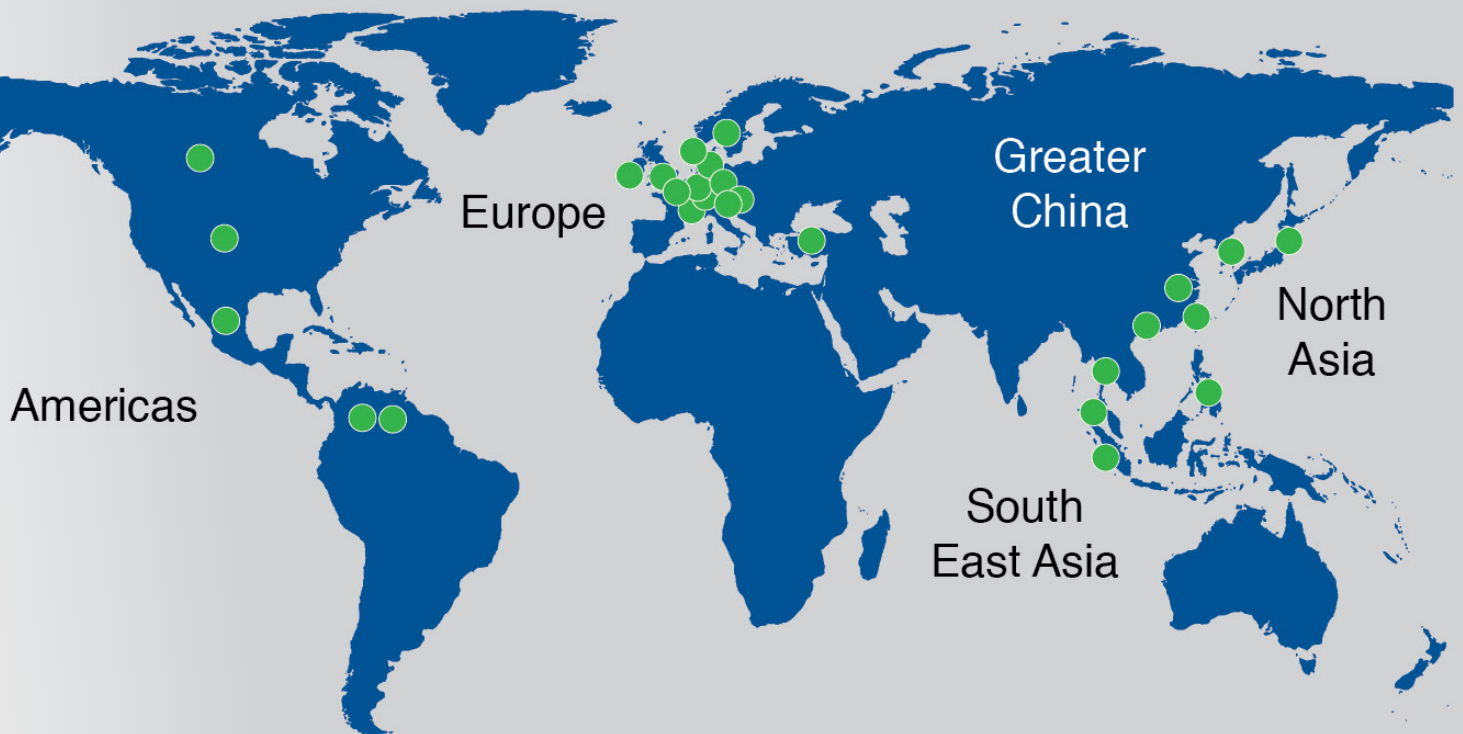 Greater
China
Europe
North
Asia
Americas
South
East Asia